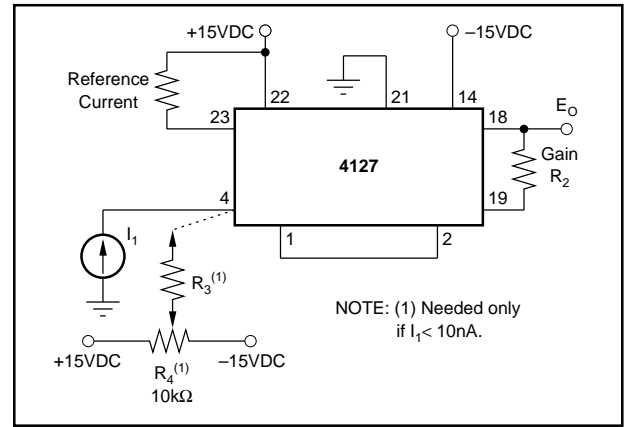 +15VDC
–15VDC
Reference
Current
22
21
14
23
18
E_O
4127
Gain
R_2
4
19
1
2
I_1
R_3^(1)
NOTE: (1) Needed only
if I_1< 10nA.
+15VDC
–15VDC
R_4^(1)
10kΩ